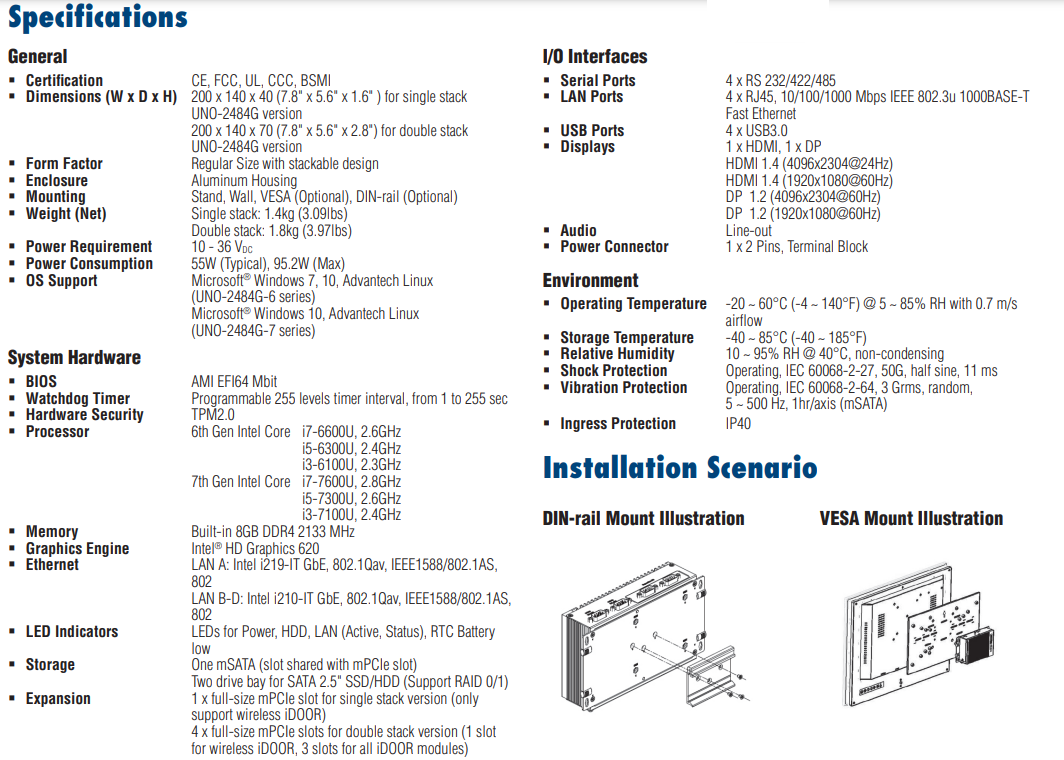 Specifications
General
▪ Certification CE, FCC, UL, CCC, BSMI
▪ Dimensions (W x D x H) 200 x 140 x 40 (7.8" x 5.6" x 1.6" ) for single stack
UNO-2484G version
200 x 140 x 70 (7.8" x 5.6" x 2.8") for double stack
UNO-2484G version
▪ Form Factor Regular Size with stackable design
▪ Enclosure Aluminum Housing
▪ Mounting Stand, Wall, VESA (Optional), DIN-rail (Optional)
▪ Weight (Net) Single stack: 1.4kg (3.09lbs)
Double stack: 1.8kg (3.97lbs)
▪ Power Requirement 10 - 36 VDC
▪ Power Consumption 55W (Typical), 95.2W (Max)
▪ OS Support Microsoft® Windows 7, 10, Advantech Linux
(UNO-2484G-6 series)
Microsoft® Windows 10, Advantech Linux
(UNO-2484G-7 series)
System Hardware
▪ BIOS AMI EFI64 Mbit
▪ Watchdog Timer Programmable 255 levels timer interval, from 1 to 255 sec
▪ Hardware Security TPM2.0
▪ Processor 6th Gen Intel Core i7-6600U, 2.6GHz
i5-6300U, 2.4GHz
i3-6100U, 2.3GHz
7th Gen Intel Core i7-7600U, 2.8GHz
i5-7300U, 2.6GHz
i3-7100U, 2.4GHz
▪ Memory Built-in 8GB DDR4 2133 MHz
▪ Graphics Engine Intel® HD Graphics 620
▪ Ethernet LAN A: Intel i219-IT GbE, 802.1Qav, IEEE1588/802.1AS,
802
LAN B-D: Intel i210-IT GbE, 802.1Qav, IEEE1588/802.1AS,
802
▪ LED Indicators LEDs for Power, HDD, LAN (Active, Status), RTC Battery
low
▪ Storage One mSATA (slot shared with mPCIe slot)
Two drive bay for SATA 2.5" SSD/HDD (Support RAID 0/1)
▪ Expansion 1 x full-size mPCIe slot for single stack version (only
support wireless iDOOR)
4 x full-size mPCIe slots for double stack version (1 slot
for wireless iDOOR, 3 slots for all iDOOR modules)
I/O Interfaces
▪ Serial Ports 4 x RS 232/422/485
▪ LAN Ports 4 x RJ45, 10/100/1000 Mbps IEEE 802.3u 1000BASE-T
Fast Ethernet
▪ USB Ports 4 x USB3.0
▪ Displays 1 x HDMI, 1 x DP
HDMI 1.4 (4096x2304@24Hz)
HDMI 1.4 (1920x1080@60Hz)
DP 1.2 (4096x2304@60Hz)
DP 1.2 (1920x1080@60Hz)
▪ Audio Line-out
▪ Power Connector 1 x 2 Pins, Terminal Block
Environment
▪ Operating Temperature -20 ~ 60°C (-4 ~ 140°F) @ 5 ~ 85% RH with 0.7 m/s
airflow
▪ Storage Temperature -40 ~ 85°C (-40 ~ 185°F)
▪ Relative Humidity 10 ~ 95% RH @ 40°C, non-condensing
▪ Shock Protection Operating, IEC 60068-2-27, 50G, half sine, 11 ms
▪ Vibration Protection Operating, IEC 60068-2-64, 3 Grms, random,
5 ~ 500 Hz, 1hr/axis (mSATA)
▪ Ingress Protection IP40
Installation Scenario
DIN-rail Mount Illustration
VESA Mount Illustration